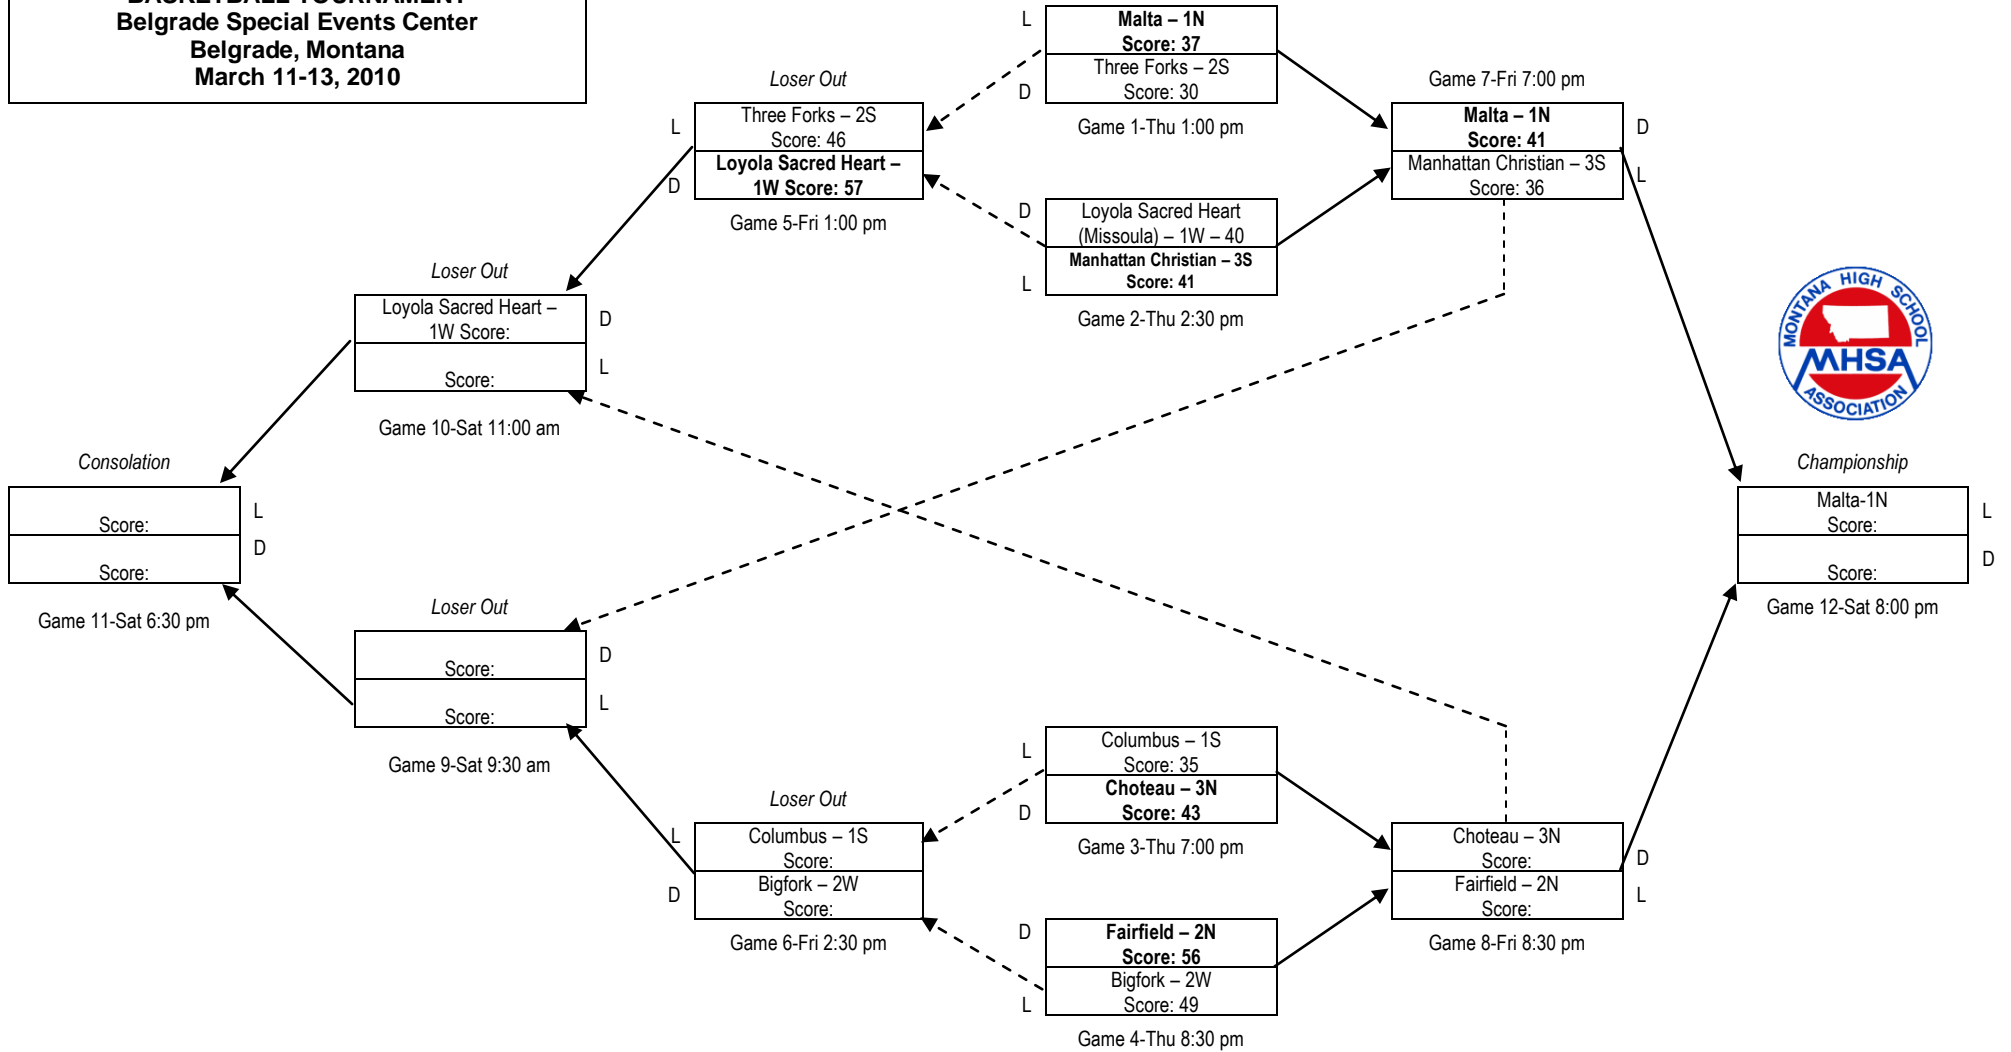 BASKETBALL TOURNAMENT
Belgrade Special Events Center
Belgrade, Montana
March 11-13, 2010
L
Malta – 1N
Score: 37
Three Forks – 2S
Score: 30
D
Game 1-Thu 1:00 pm
Loser Out
L
Three Forks – 2S
Score: 46
Loyola Sacred Heart –
1W Score: 57
D
Game 5-Fri 1:00 pm
D
Loyola Sacred Heart
(Missoula) – 1W – 40
Manhattan Christian – 3S
Score: 41
L
Game 2-Thu 2:30 pm
Game 7-Fri 7:00 pm
Malta – 1N
Score: 41
D
Manhattan Christian – 3S
Score: 36
L
Loser Out
Loyola Sacred Heart –
1W Score:
D
Score:
L
Game 10-Sat 11:00 am
MONTANA HIGH SCHOOL
MHSA
ASSOCIATION
Consolation
Score:
L
Score:
D
Game 11-Sat 6:30 pm
Championship
Malta-1N
Score:
L
Score:
D
Game 12-Sat 8:00 pm
Loser Out
Score:
D
Score:
L
Game 9-Sat 9:30 am
Loser Out
L
Columbus – 1S
Score:
D
Bigfork – 2W
Score:
Game 6-Fri 2:30 pm
L
Columbus – 1S
Score: 35
D
Choteau – 3N
Score: 43
Game 3-Thu 7:00 pm
D
Fairfield – 2N
Score: 56
Bigfork – 2W
Score: 49
L
Game 4-Thu 8:30 pm
Choteau – 3N
Score:
D
Fairfield – 2N
Score:
L
Game 8-Fri 8:30 pm